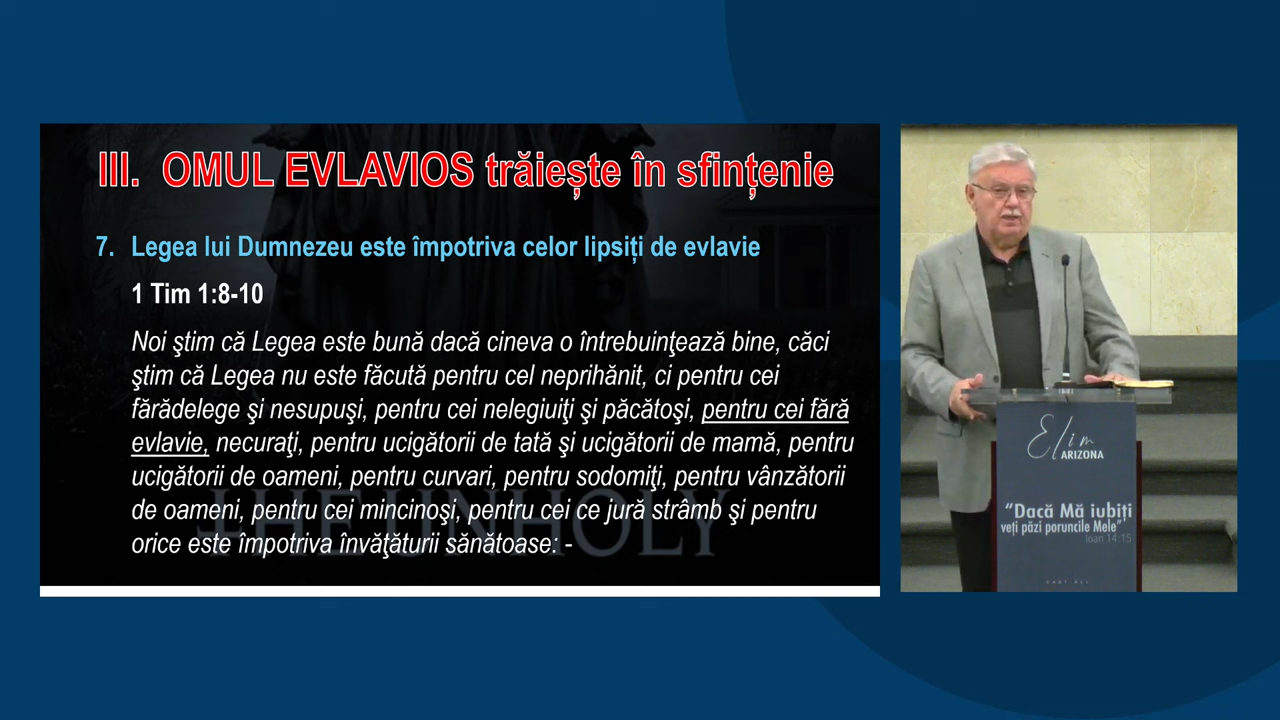 III. OMUL EVLAVIOS trăiește în sfințenie
7. Legea lui Dumnezeu este împotriva celor lipsiți de evlavie
1 Tim 1:8-10
Noi ştim că Legea este bună dacă cineva o întrebuinţează bine, căci
ştim că Legea nu este făcută pentru cel neprihănit, ci pentru cei
fărădelege şi nesupuşi, pentru cei nelegiuiţi şi păcătoşi, pentru cei fără
evlavie, necuraţi, pentru ucigătorii de tată şi ucigătorii de mamă, pentru
ucigătorii de oameni, pentru curvari, pentru sodomiţi, pentru vânzătorii
de oameni, pentru cei mincinoşi, pentru cei ce jură strâmb şi pentru
orice este împotriva învăţăturii sănătoase: -
THE UNHOLY
Elim
ARIZONA
“Dacă Mă iubiți
veți păzi poruncile Mele”
Ioan 14:15